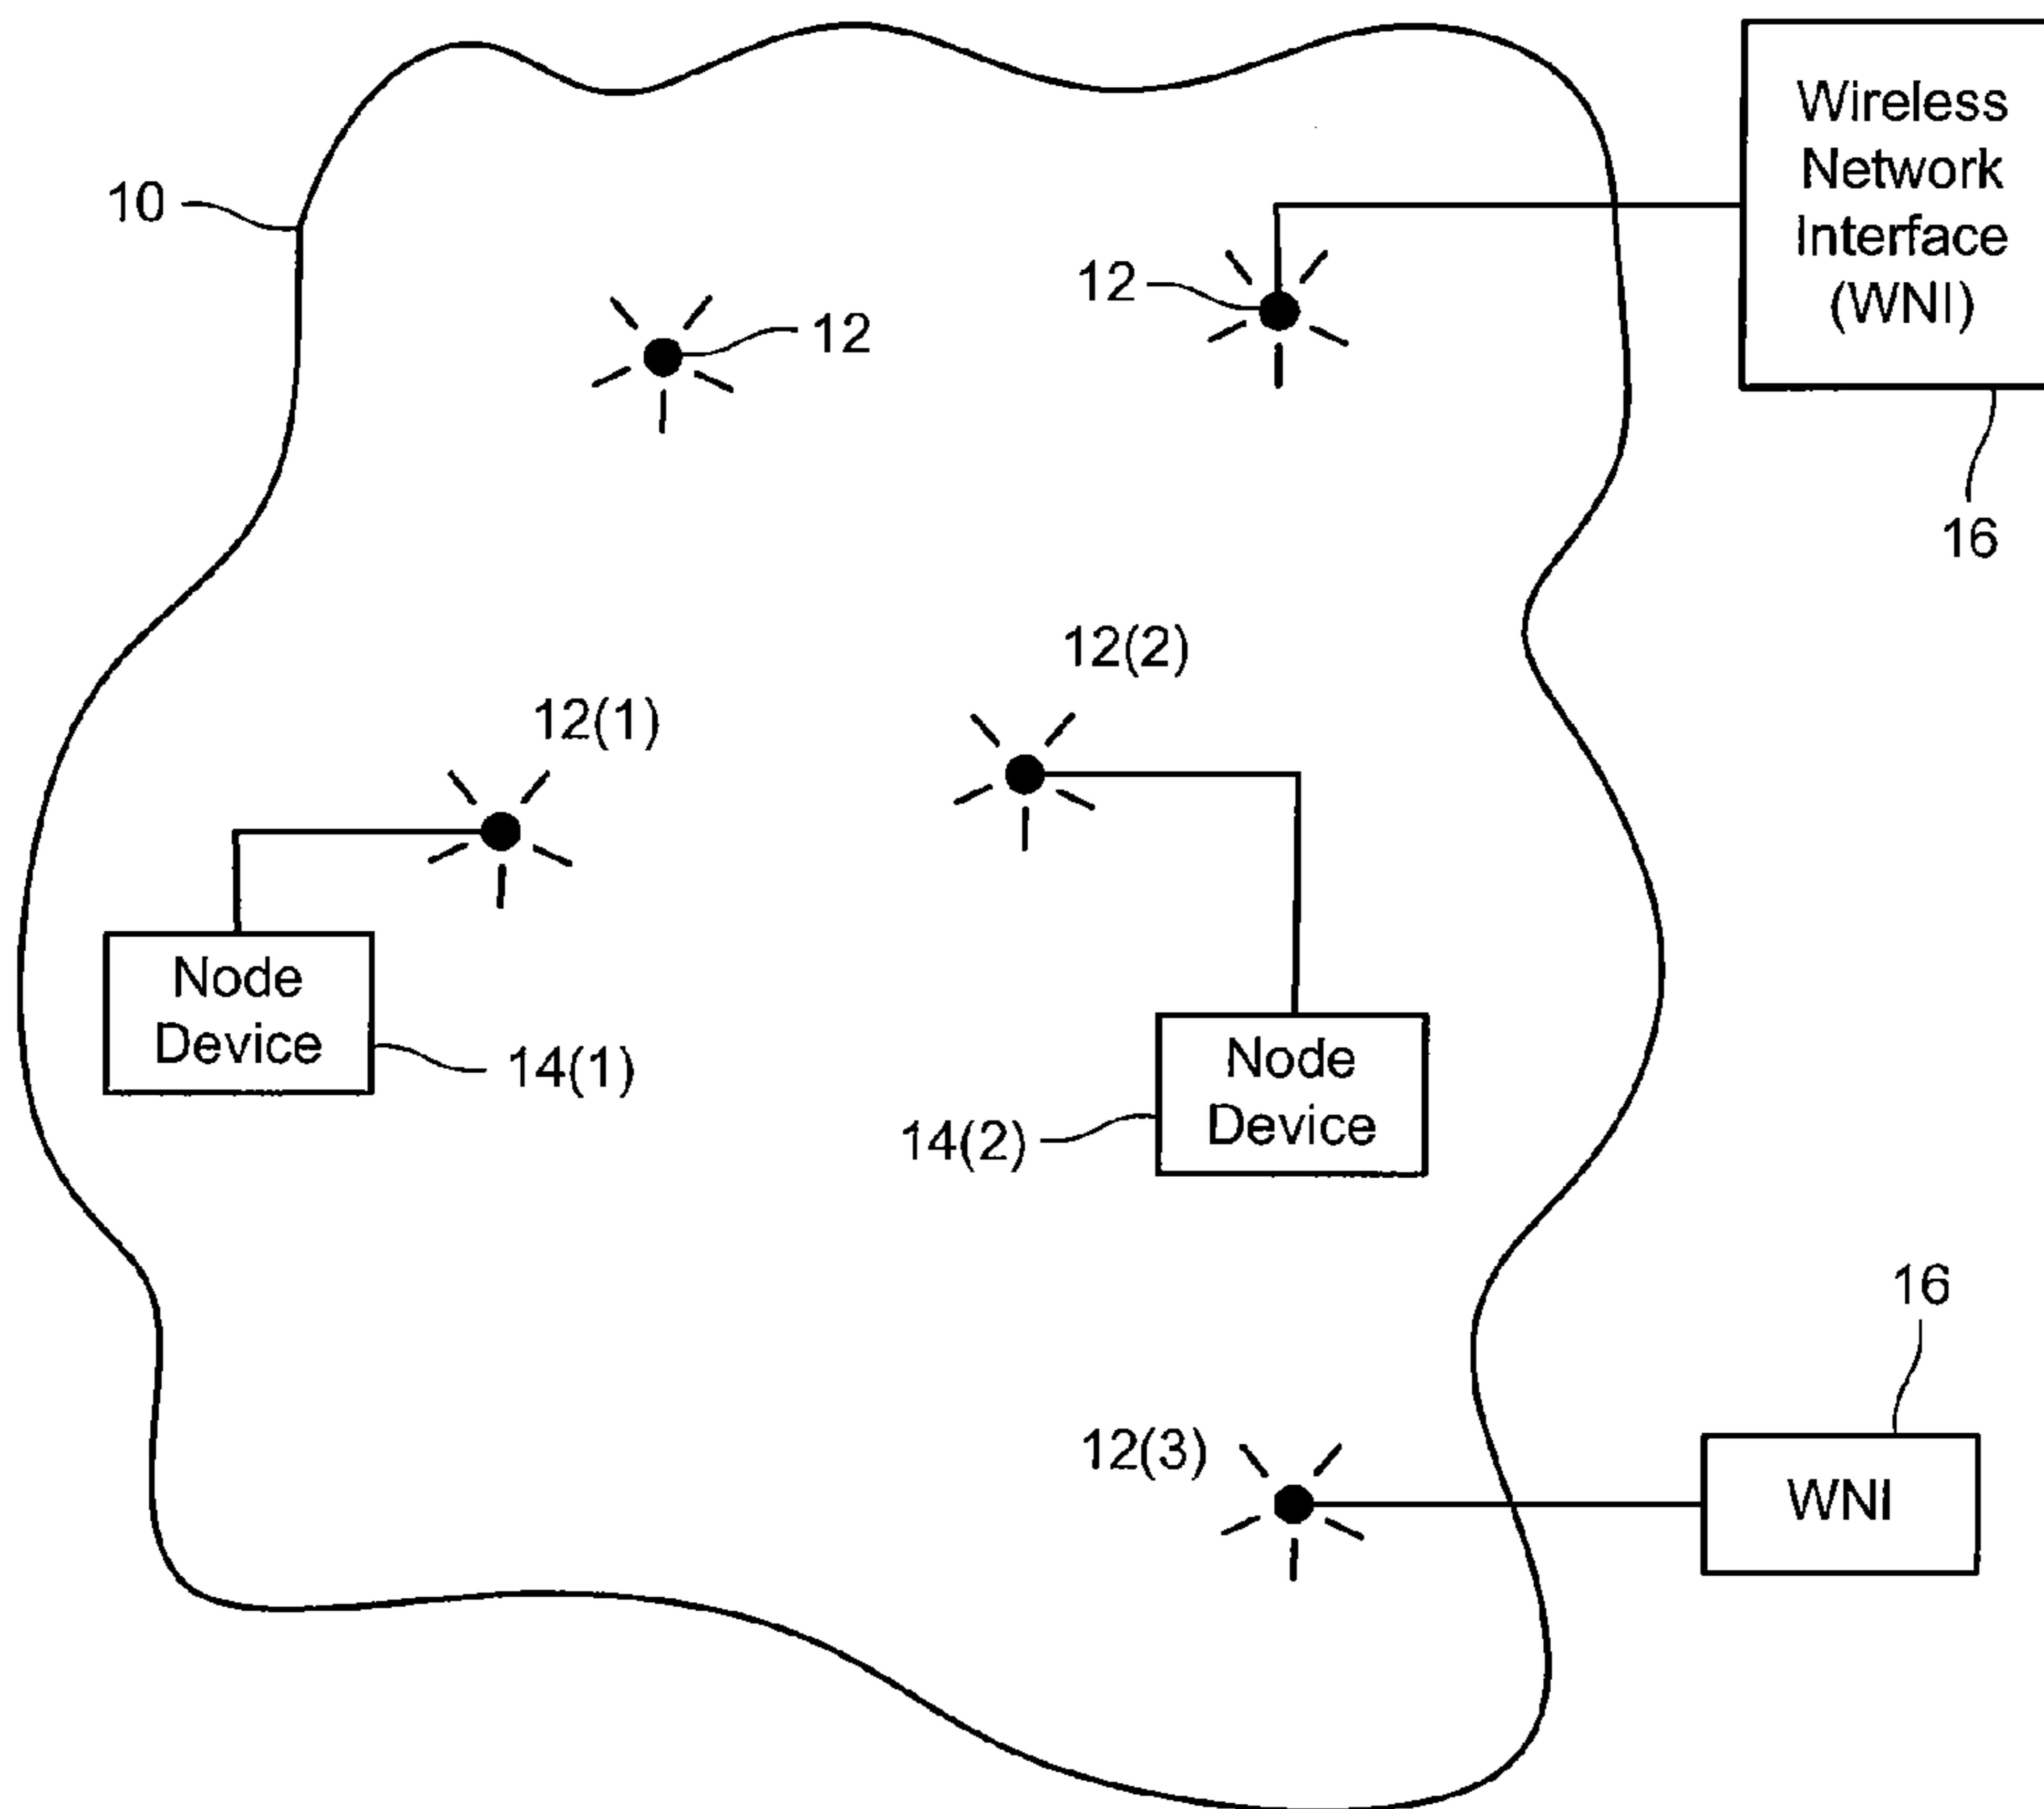 Wireless
Network
Interface
(WNI)
10
12
12
16
12(2)
12(1)
Node
Device
14(1)
Node
Device
14(2)
16
12(3)
WNI